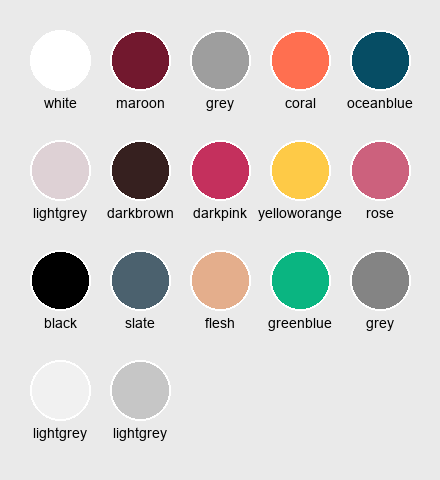 white maroon grey coral oceanblue
lightgrey darkbrown darkpink yelloworange rose
black slate flesh greenblue grey
lightgrey lightgrey